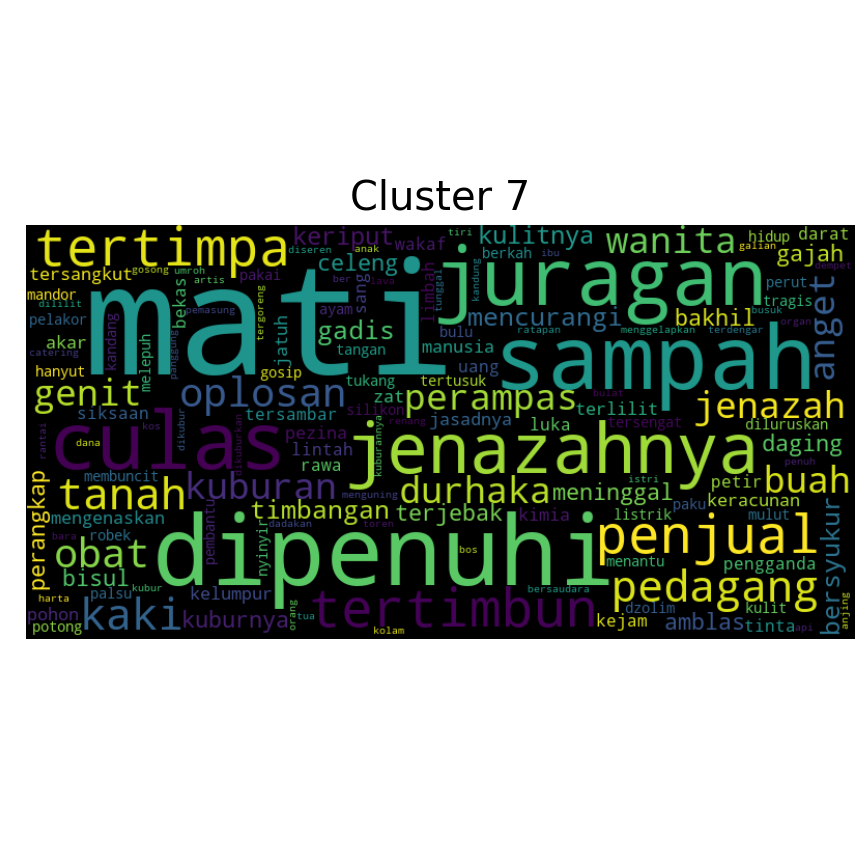 Cluster 7
tertimpa
keriput
wakaf
tiri
kulitnya
wanita
hidup
darat
galian
diseren
anak
berkah
ibu
gajah
dempet
tersangkut
gosong
umroh
artis
pakai
celeng
ber
lava
limbah
kandung
tunggal
juragan
perut
tragis
mandor
dililit
bekas
tergoreng
pemasung
mati
sang
ayam
bulu
mencurangi
bakhil
busuk
organ
anget
pelakor
kandang
panggung
jatuh
gadis
tangan
manusia
ratapan
menggelapkan
terdengar
akar
catering
melepuh
sampah
hanyut
gosip
tukang
tertusuk
uang
bulat
genit
oplosan
zat
perampas
terlilit
jenazah
siksaan
tersambar
silikon
renang
jasadnya
luka
tersengat
diluruskan
rantai
culas
dana
kos
dikubur
dikuburkan
pezina
lintah
rawa
kuburannya
jenazahnya
daging
penuh
membuncit
menguning
petir
buah
perangkap
tanah
kuburan
durhaka
meninggal
istri
paku
keracunan
mengenaskan
pembantu
nyinyir
dadakan
timbangan
toren
terjebak
kimia
listrik
mulut
bara
robek
obat
dipenuhi
bos
penjual
menantu
pengganda
bersyukur
bisul
harta
palsu
kubur
kelumpur
bersaudara
pedagang
kulit
anjing
pohon
potong
kaki
kuburnya
orang
tua
tertimbun
kolam
dzolim
kejam
amblas
tinta
api